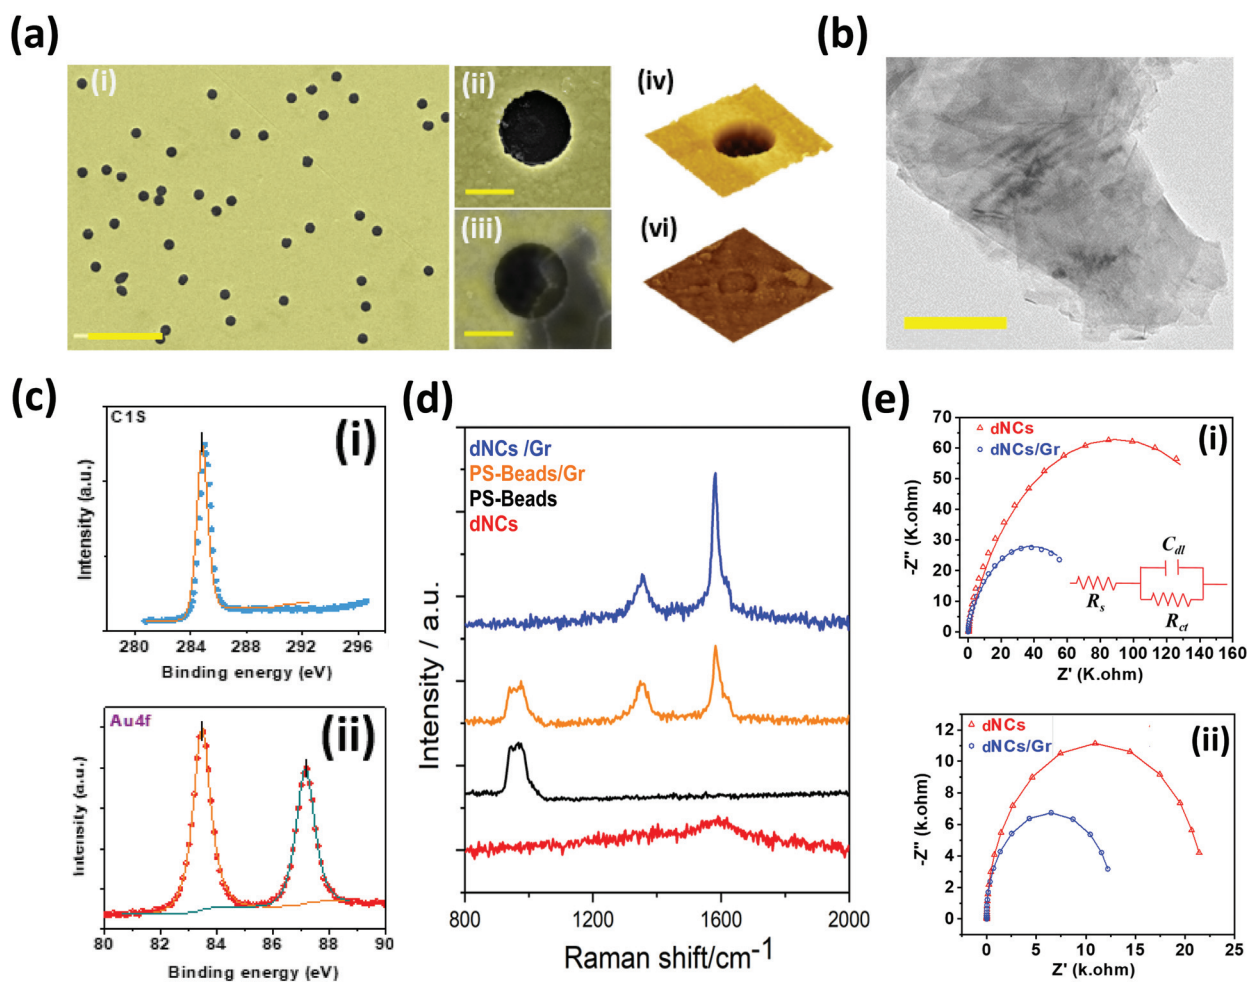 (a)
(i)
(ii)
(iii)
(iv)
(vi)
(b)
(c)
C1S
(i)
Intensity (a.u.)
280 284 288 292 296
Binding energy (eV)
Au4f
(ii)
Intensity (a.u.)
80 82 84 86 88 90
Binding energy (eV)
(d)
dNCs /Gr
PS-Beads/Gr
PS-Beads
dNCs
Intensity / a.u.
800 1200 1600 2000
Raman shift/cm-1
(e)
(i)
dNCs
dNCs/Gr
-Z'' (K.ohm)
70
60
50
40
30
20
10
0
Cdl
Rs
Rct
0 20 40 60 80 100 120 140 160
Z' (K.ohm)
(ii)
dNCs
dNCs/Gr
-Z'' (k.ohm)
12
10
8
6
4
2
0
0 5 10 15 20 25
Z' (k.ohm)